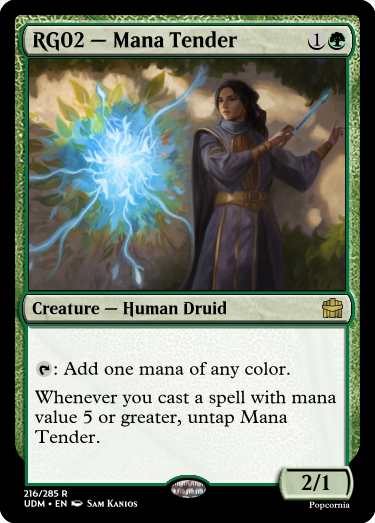 RG02 — Mana Tender 1
Creature — Human Druid
: Add one mana of any color.
Whenever you cast a spell with mana
value 5 or greater, untap Mana
Tender.
2/1
216/285 R
UDM • EN Sam Kanios
Popcornia